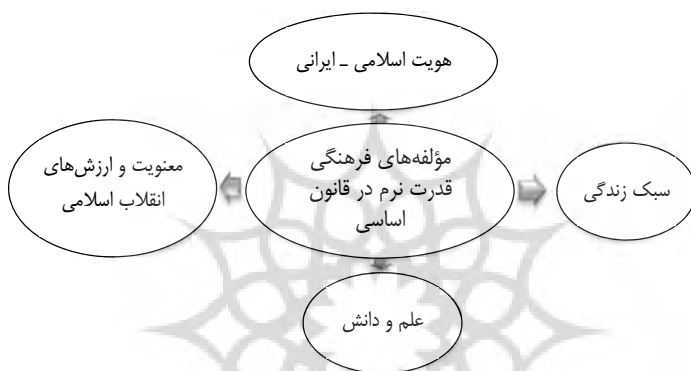 هویت اسلامی ـ ایرانی
مؤلفه‌های فرهنگی
قدرت نرم در قانون
اساسی
سبک زندگی
معنویت و ارزش‌های
انقلاب اسلامی
علم و دانش